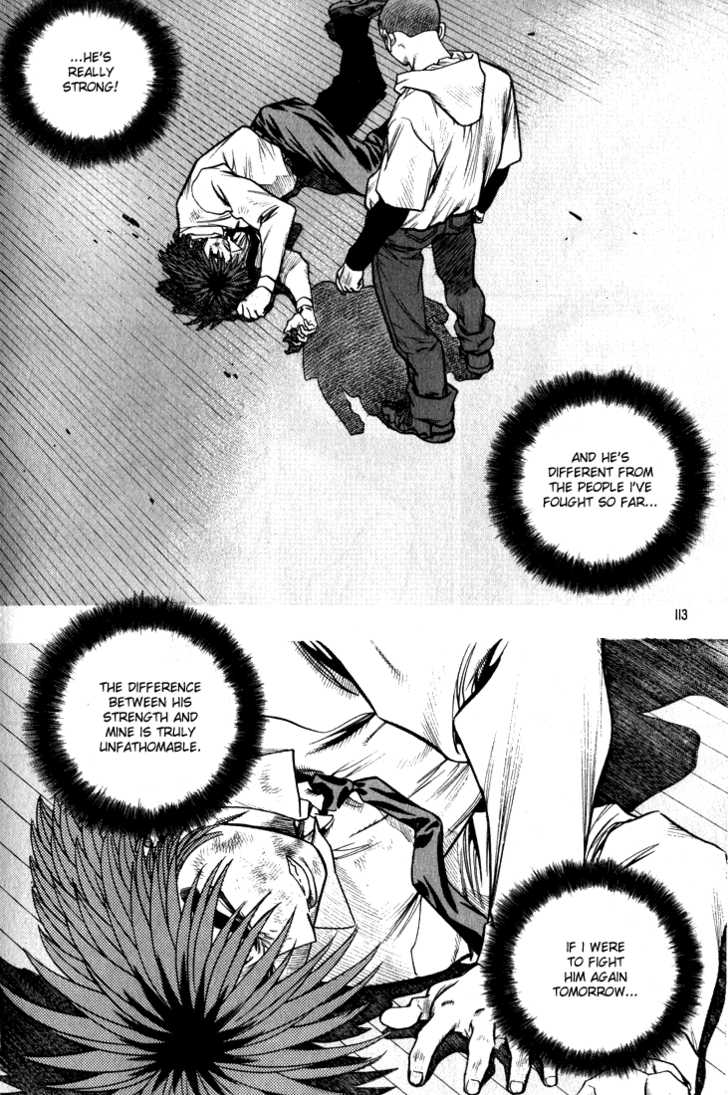 ...HE'S
REALLY
STRONG!
AND HE'S
DIFFERENT FROM
THE PEOPLE I'VE
FOUGHT SO FAR...
113
THE DIFFERENCE
BETWEEN HIS
STRENGTH AND
MINE IS TRULY
UNFATHOMABLE.
IF I WERE
TO FIGHT
HIM AGAIN
TOMORROW...